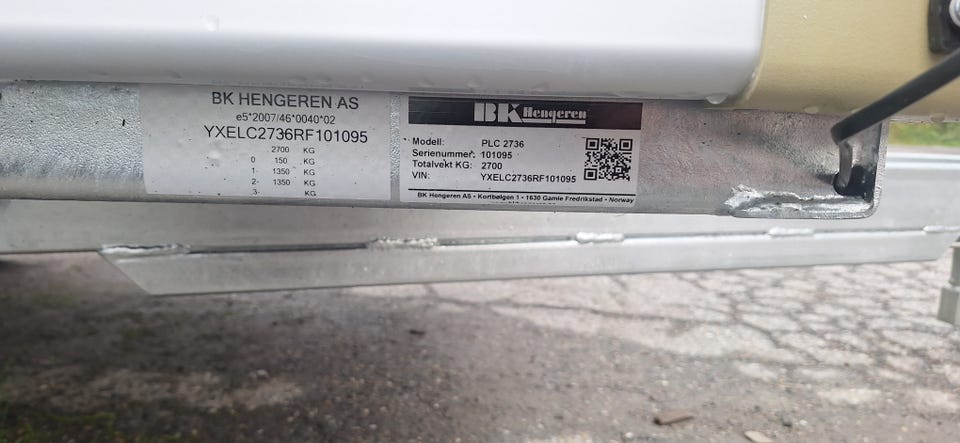 BK HENGEREN AS
e5*2007/46*0040*02
YXELC2736RF101095
2700 KG
0 150 KG
1- 1350 KG
2- 1350 KG
3- KG
BK Hengeren
Modell: PLC 2736
Serienummer: 101095
Totalvekt KG: 2700
VIN: YXELC2736RF101095
BK Hengeren AS • Kortbølgen 1 • 1630 Gamle Fredrikstad • Norway